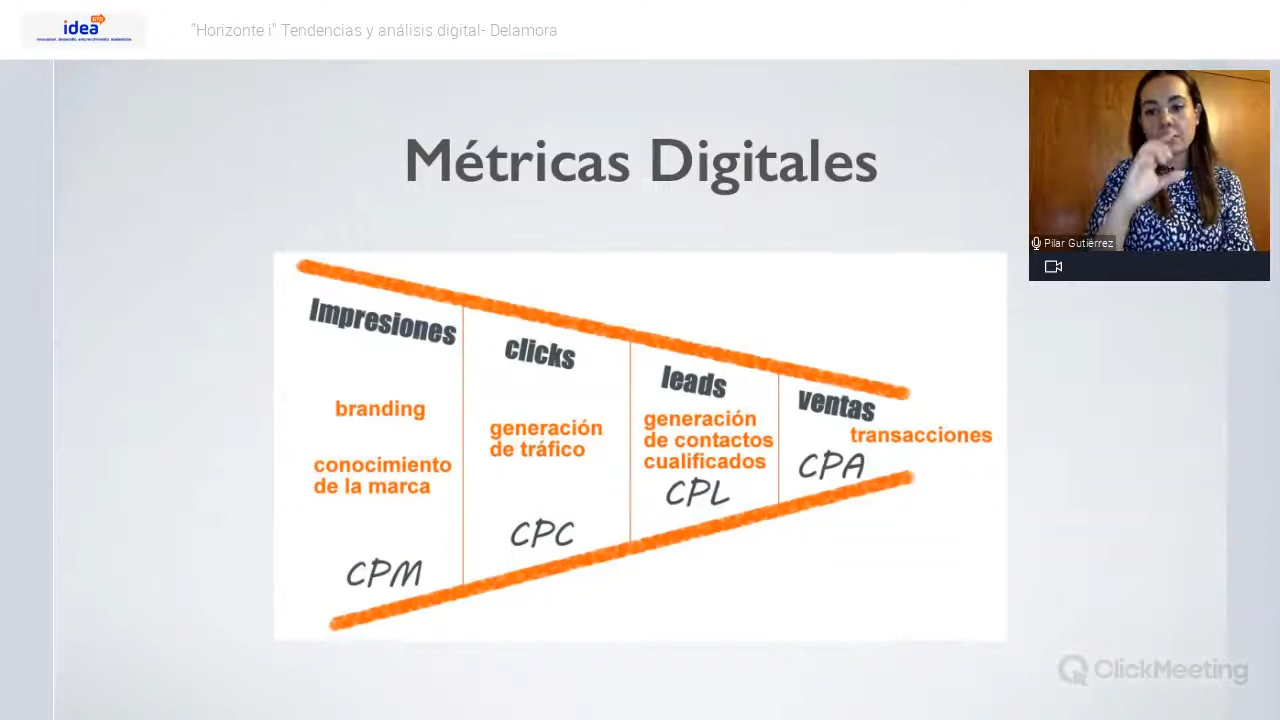 idea
GTO
"Horizonte i" Tendencias y análisis digital- Delamora
Métricas Digitales
Pilar Gutiérrez
Impresiones
branding
conocimiento
de la marca
CPM
clicks
generación
de tráfico
CPC
leads
generación
de contactos
cualificados
CPL
ventas
transacciones
CPA
ClickMeeting